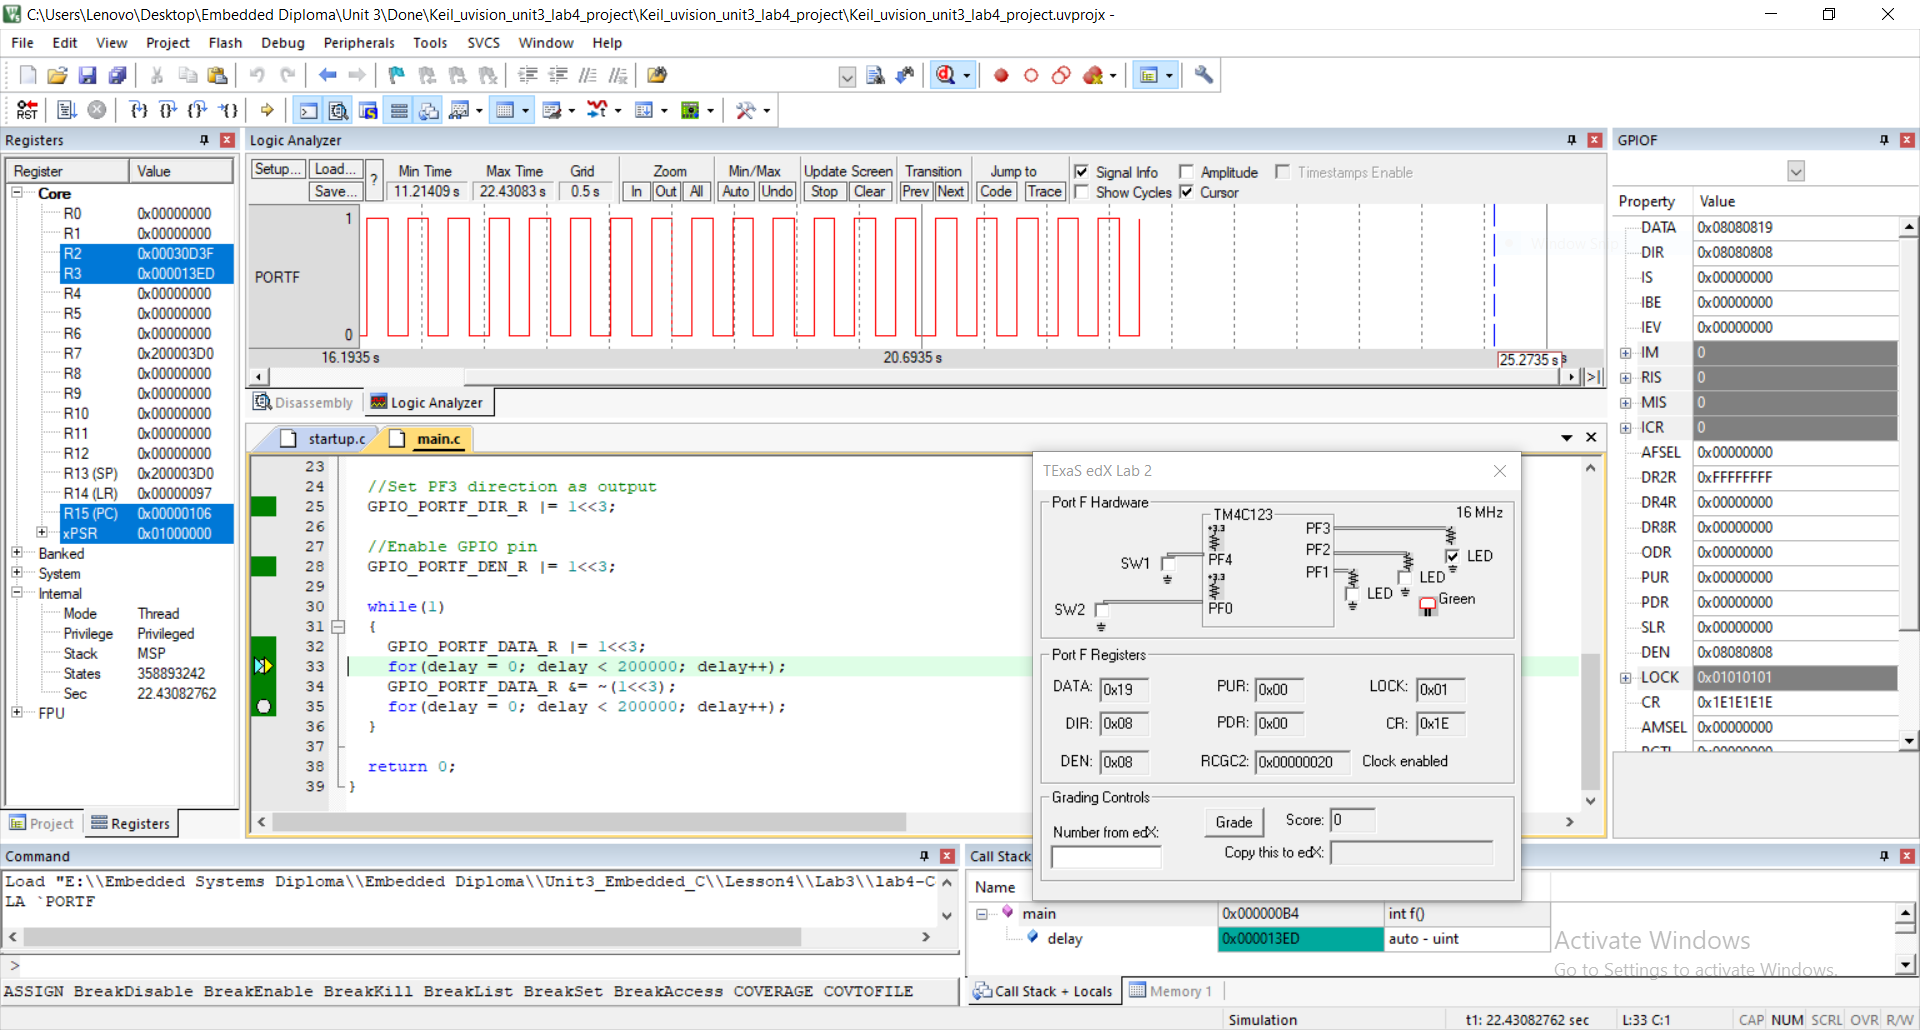 C:\Users\Lenovo\Desktop\Embedded Diploma\Unit 3\Done\Keil_uvision_unit3_lab4_project\Keil_uvision_unit3_lab4_project\Keil_uvision_unit3_lab4_project.uvprojx -
File Edit View Project Flash Debug Peripherals Tools SVCS Window Help
RST
Registers
Register Value
Core
R0 0x00000000
R1 0x00000000
R2 0x00030D3F
R3 0x000013ED
R4 0x00000000
R5 0x00000000
R6 0x00000000
R7 0x200003D0
R8 0x00000000
R9 0x00000000
R10 0x00000000
R11 0x00000000
R12 0x00000000
R13 (SP) 0x200003D0
R14 (LR) 0x00000097
R15 (PC) 0x00000106
xPSR 0x01000000
Banked
System
Internal
Mode Thread
Privilege Privileged
Stack MSP
States 358893242
Sec 22.43082762
FPU
Project Registers
Logic Analyzer
Setup... Load... ? Min Time Max Time Grid Zoom Min/Max Update Screen Transition Jump to Signal Info Amplitude Timestamps Enable
Save... 11.21409 s 22.43083 s 0.5 s In Out All Auto Undo Stop Clear Prev Next Code Trace Show Cycles Cursor
1
PORTF
0
16.1935 s 20.6935 s 25.2735 s s
Window Snip
>|
Disassembly Logic Analyzer
startup.c main.c
23
24 //Set PF3 direction as output
25 GPIO_PORTF_DIR_R |= 1<<3;
26
27 //Enable GPIO pin
28 GPIO_PORTF_DEN_R |= 1<<3;
29
30 while(1)
31 {
32 GPIO_PORTF_DATA_R |= 1<<3;
33 for(delay = 0; delay < 200000; delay++);
34 GPIO_PORTF_DATA_R &= ~(1<<3);
35 for(delay = 0; delay < 200000; delay++);
36 }
37
38 return 0;
39 }
TExaS edX Lab 2
Port F Hardware
TM4C123 16 MHz
+3.3 PF3
SW1 PF4 PF2 LED
+3.3 PF1 LED
SW2 PF0 LED Green
Port F Registers
DATA: 0x19 PUR: 0x00 LOCK: 0x01
DIR: 0x08 PDR: 0x00 CR: 0x1E
DEN: 0x08 RCGC2: 0x00000020 Clock enabled
Grading Controls
Number from edX: Grade Score: 0
Copy this to edX:
GPIOF
Property Value
DATA 0x08080819
DIR 0x08080808
IS 0x00000000
IBE 0x00000000
IEV 0x00000000
IM 0
RIS 0
MIS 0
ICR 0
AFSEL 0x00000000
DR2R 0xFFFFFFFF
DR4R 0x00000000
DR8R 0x00000000
ODR 0x00000000
PUR 0x00000000
PDR 0x00000000
SLR 0x00000000
DEN 0x08080808
LOCK 0x01010101
CR 0x1E1E1E1E
AMSEL 0x00000000
PCTL 0x00000000
Command
Load "E:\\Embedded Systems Diploma\\Embedded Diploma\\Unit3_Embedded_C\\Lesson4\\Lab3\\lab4-C
LA `PORTF
>
ASSIGN BreakDisable BreakEnable BreakKill BreakList BreakSet BreakAccess COVERAGE COVTOFILE
Call Stack
Name
main 0x000000B4 int f()
delay 0x000013ED auto - uint
Call Stack + Locals Memory 1
Activate Windows
Go to Settings to activate Windows.
Simulation t1: 22.43082762 sec L:33 C:1 CAP NUM SCRL OVR R/W